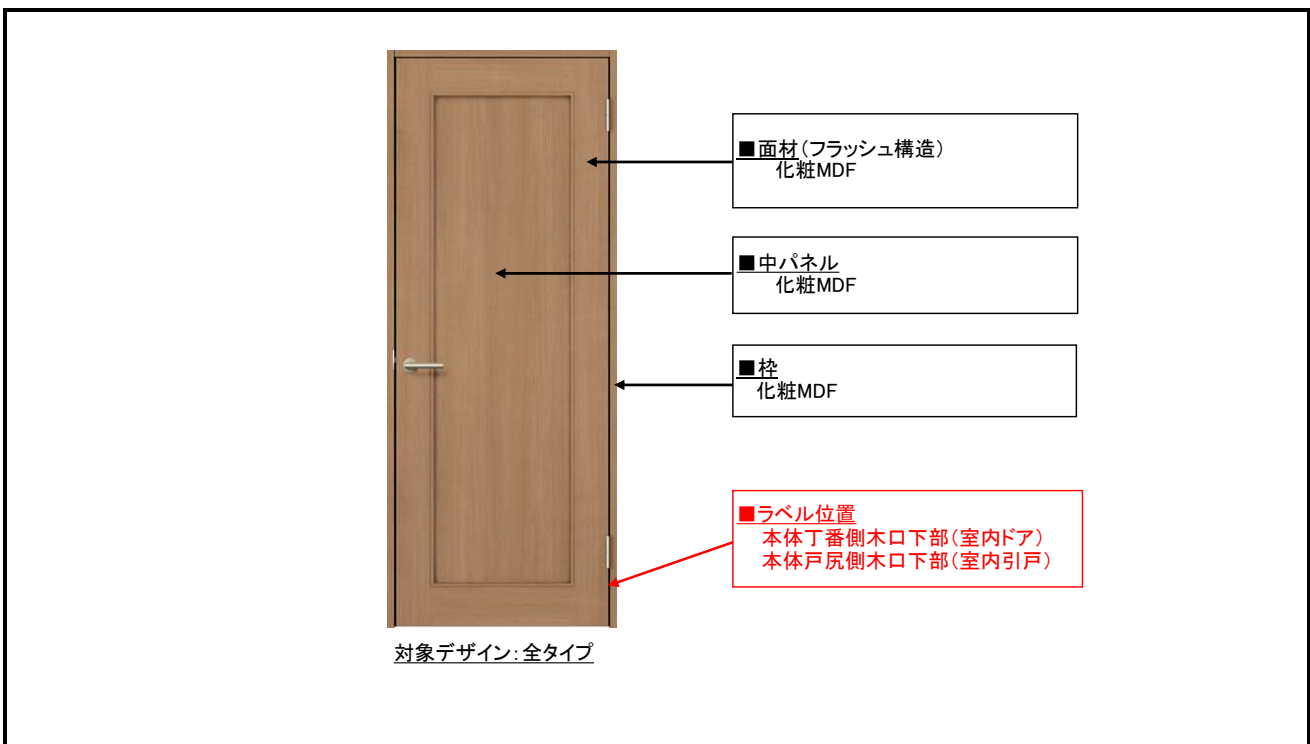 ■面材(フラッシュ構造)
化粧MDF
■中パネル
化粧MDF
■枠
化粧MDF
■ラベル位置
本体丁番側木口下部(室内ドア)
本体戸尻側木口下部(室内引戸)
対象デザイン:全タイプ